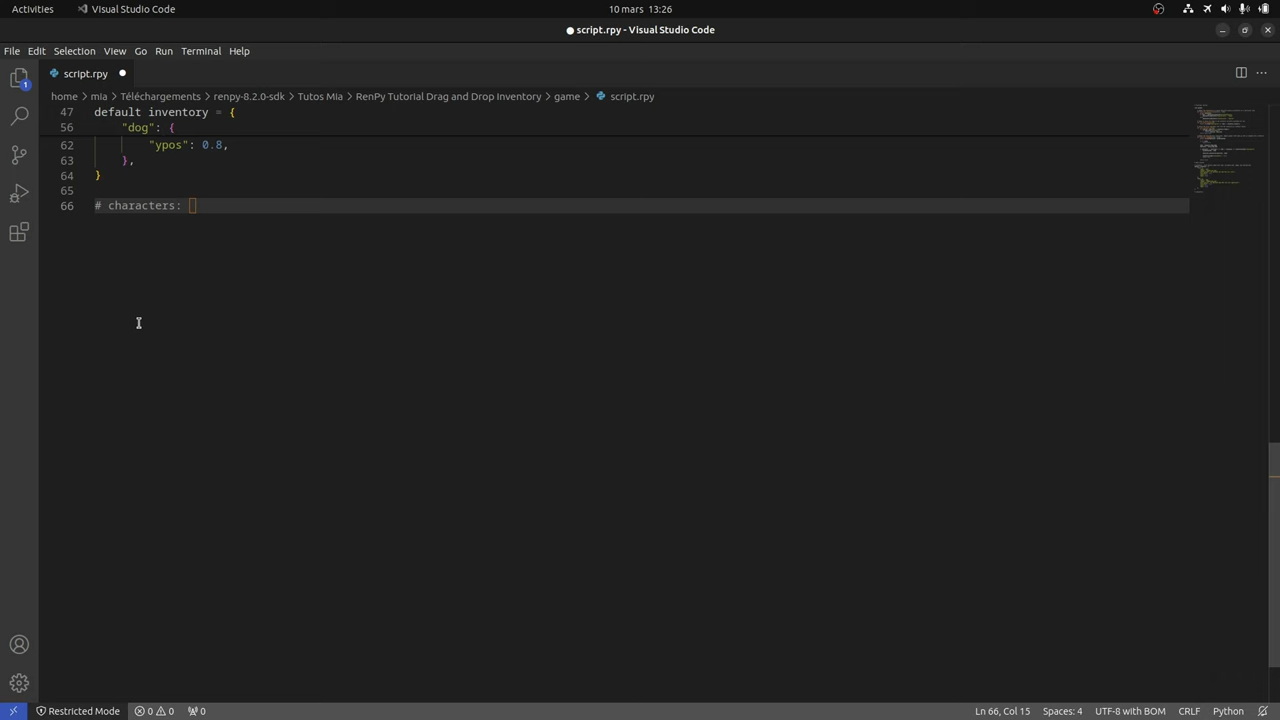 Activities
Visual Studio Code
10 mars 13:26
● script.rpy - Visual Studio Code
File Edit Selection View Go Run Terminal Help
script.rpy
home > mia > Téléchargements > renpy-8.2.0-sdk > Tutos Mia > RenPy Tutorial Drag and Drop Inventory > game > script.rpy
1
47 default inventory = {
56 "dog": {
62 "ypos": 0.8,
63 },
64 }
65
66 # characters:
Restricted Mode 0 0 0 Ln 66, Col 15 Spaces: 4 UTF-8 with BOM CRLF Python